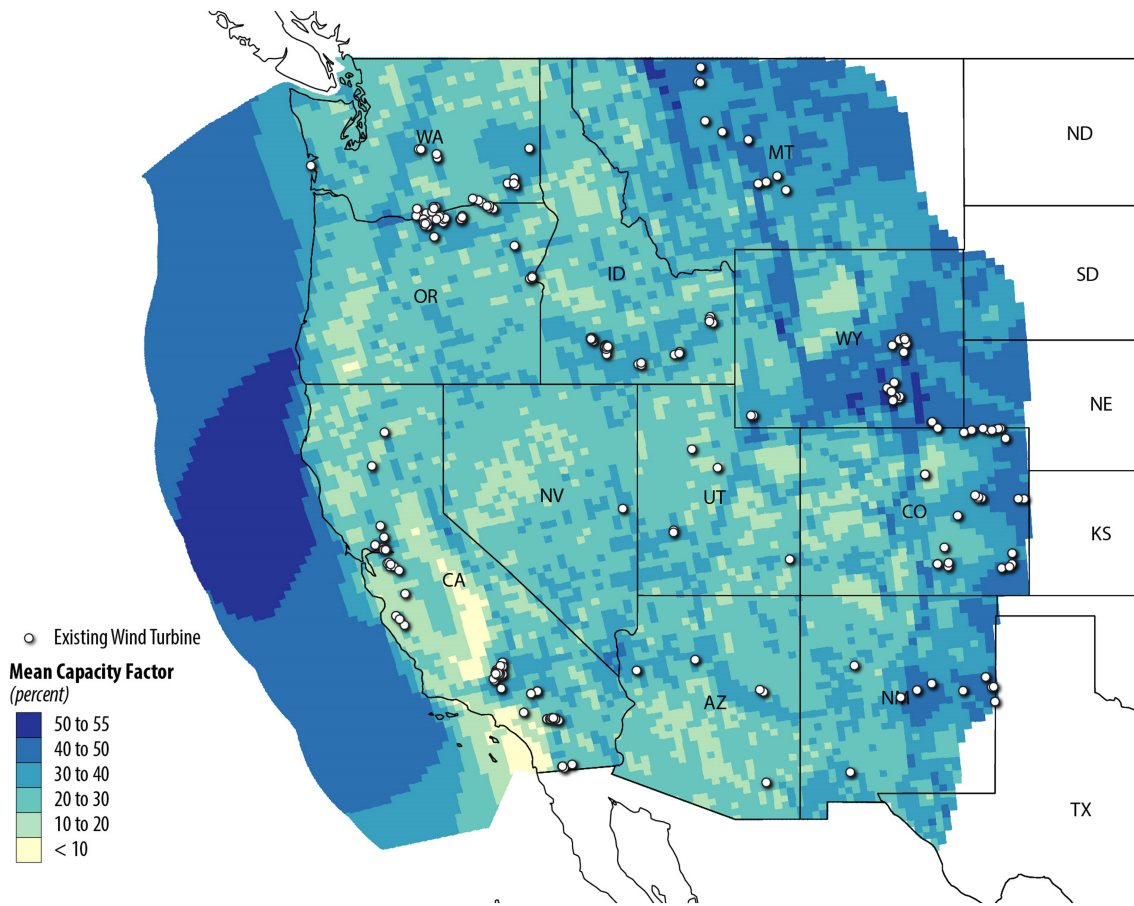 WA
MT
ND
OR
ID
SD
WY
NE
NV
UT
CO
KS
CA
AZ
NM
TX
Existing Wind Turbine
Mean Capacity Factor
(percent)
50 to 55
40 to 50
30 to 40
20 to 30
10 to 20
< 10